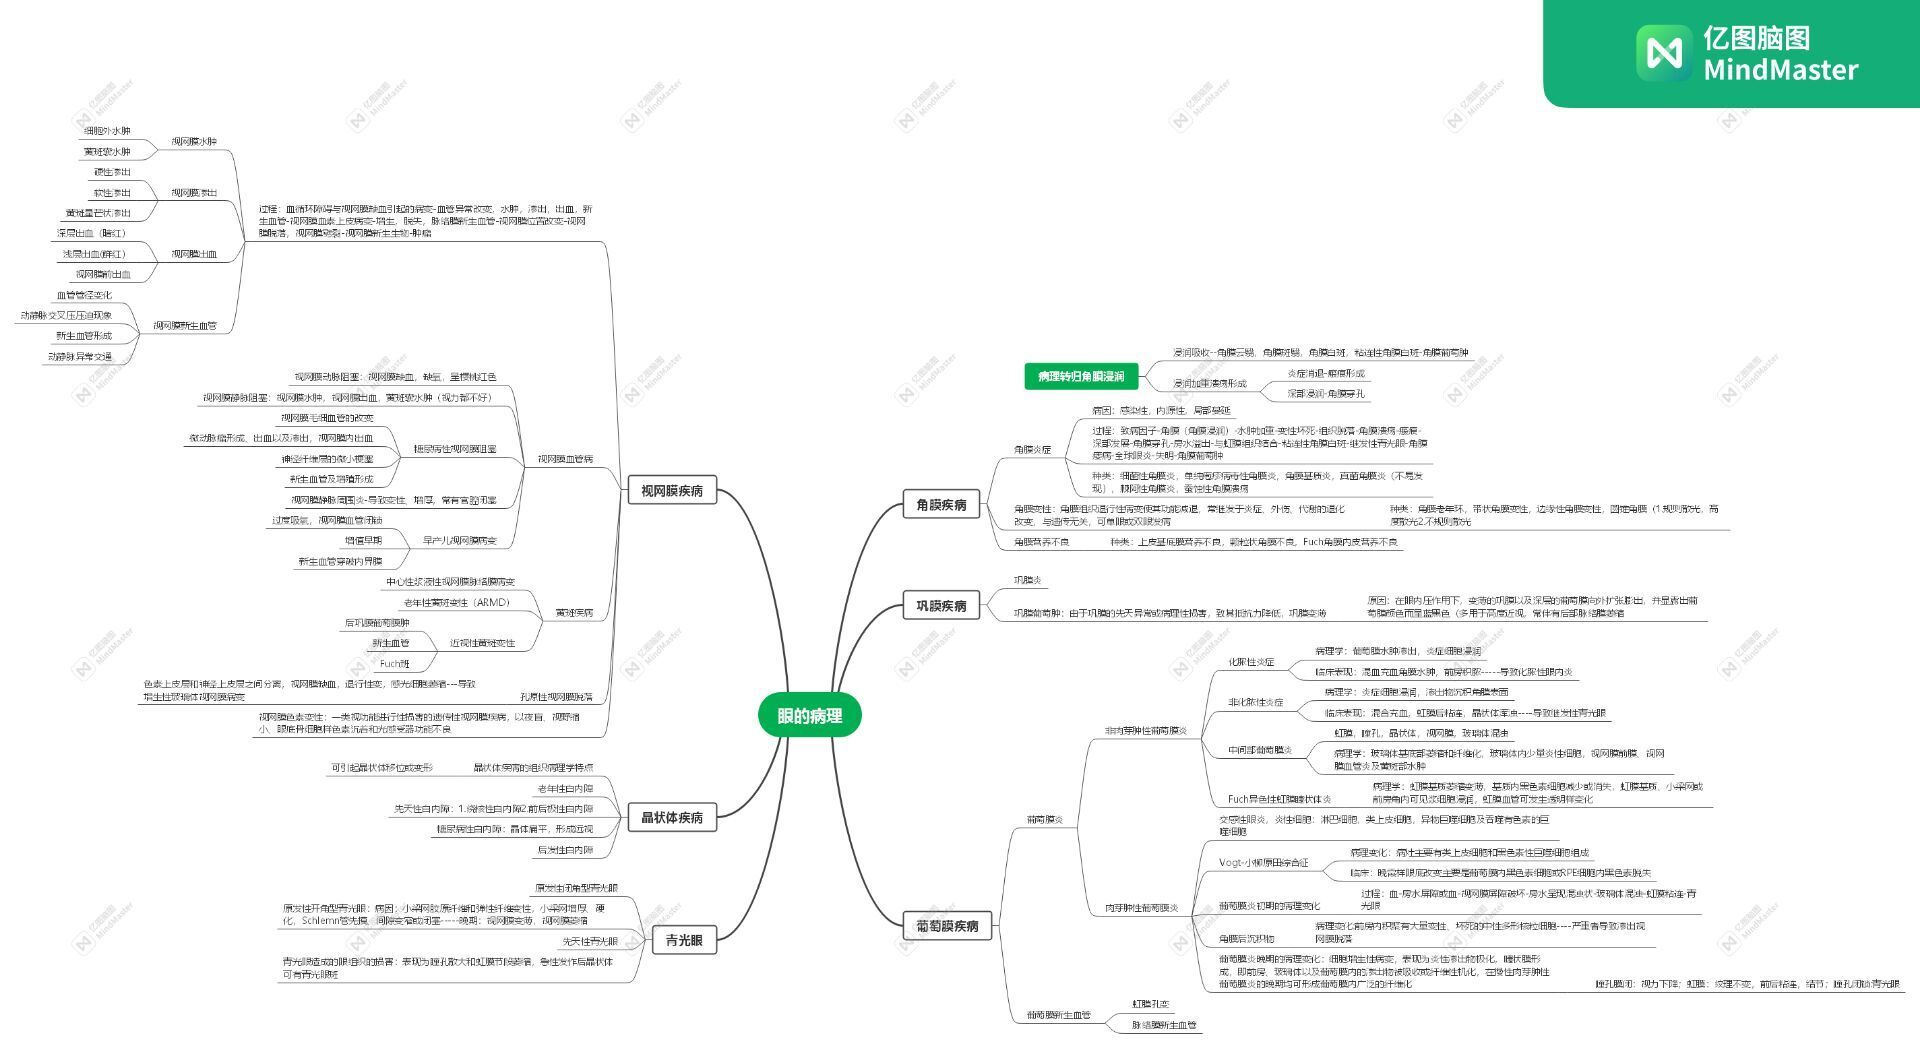 亿图脑图
MindMaster
眼的病理
视网膜疾病
过程：血循环障碍与视网膜缺血引起的病变-血管异常改变，水肿，渗出，出血，新
生血管-视网膜血素上皮病变-增生，脱失，脉络膜新生血管-视网膜位置改变-视网
膜脱落，视网膜劈裂-视网膜新生生物-肿瘤
视网膜水肿
细胞外水肿
黄斑囊水肿
视网膜渗出
硬性渗出
软性渗出
黄斑星芒状渗出
视网膜出血
深层出血（暗红）
浅层出血(鲜红)
视网膜前出血
视网膜新生血管
血管管径变化
动静脉交叉压压迫现象
新生血管形成
动静脉异常交通
视网膜血管病
视网膜动脉阻塞：视网膜缺血，缺氧，呈樱桃红色
视网膜静脉阻塞：视网膜水肿，视网膜出血，黄斑囊水肿（视力都不好）
糖尿病性视网膜阻塞
视网膜毛细血管的改变
微动脉瘤形成、出血以及渗出，视网膜内出血
神经纤维层的微小梗塞
新生血管及增殖形成
视网膜静脉周围炎-导致变性、增厚，常有管腔闭塞
早产儿视网膜病变
过度吸氧，视网膜血管闭锁
增值早期
新生血管穿破内界膜
黄斑疾病
中心性浆液性视网膜脉络膜病变
老年性黄斑变性（ARMD）
近视性黄斑变性
后巩膜葡萄膜肿
新生血管
Fuch斑
孔源性视网膜脱落
色素上皮层和神经上皮层之间分离，视网膜缺血，退行性变，感光细胞萎缩---导致
增生性玻璃体视网膜病变
视网膜色素变性：一类视功能进行性损害的遗传性视网膜疾病，以夜盲、视野缩
小、眼底骨细胞样色素沉着和光感受器功能不良
晶状体疾病
晶状体疾病的组织病理学特点
可引起晶状体移位或变形
老年性白内障
先天性白内障：1.绕核性白内障2.前后极性白内障
糖尿病性白内障：晶体扁平，形成远视
后发性白内障
青光眼
原发性闭角型青光眼
原发性开角型青光眼：病因：小梁网胶原纤维和弹性纤维变性，小梁网增厚、硬
化，Schlemn管壳模、间隙变窄或闭塞-----晚期：视网膜变薄，视网膜萎缩
先天性青光眼
青光眼造成的眼组织的损害：表现为瞳孔散大和虹膜节段萎缩，急性发作后晶状体
可有青光眼斑
病理转归角膜浸润
浸润吸收--角膜云翳，角膜斑翳，角膜白斑，粘连性角膜白斑-角膜葡萄肿
浸润加重溃疡形成
炎症消退-瘢痕形成
深部浸润-角膜穿孔
角膜疾病
角膜炎症
病因：感染性，内源性，局部蔓延
过程：致病因子-角膜（角膜浸润）-水肿加重-变性坏死-组织脱落-角膜溃疡-瘘瘘-
深部发展-角膜穿孔-房水溢出-与虹膜组织结合-粘连性角膜白斑-继发性青光眼-角膜
瘘病-全球眼炎-失明-角膜葡萄肿
种类：细菌性角膜炎，单纯疱疹病毒性角膜炎，角膜基质炎，真菌角膜炎（不易发
现），棘阿性角膜炎，蚕蚀性角膜溃疡
角膜变性：角膜组织退行性病变使其功能减退，常继发于炎症、外伤、代谢的退化
改变，与遗传无关，可单眼或双眼发病
种类：角膜老年环，带状角膜变性，边缘性角膜变性，圆锥角膜（1.规则散光，高
度散光2.不规则散光
角膜营养不良
种类：上皮基底膜营养不良，颗粒状角膜不良，Fuch角膜内皮营养不良
巩膜疾病
巩膜炎
巩膜葡萄肿：由于巩膜的先天异常或病理性损害，致其抵抗力降低，巩膜变薄
原因：在眼内压作用下，变薄的巩膜以及深层的葡萄膜向外扩张膨出，并显露出葡
萄膜颜色而呈蓝黑色（多用于高度近视，常伴有后部脉络膜萎缩
葡萄膜疾病
葡萄膜炎
非肉芽肿性葡萄膜炎
化脓性炎症
病理学：葡萄膜水肿渗出，炎症细胞浸润
临床表现：混血充血角膜水肿，前房积脓-----导致化脓性眼内炎
非化脓性炎症
病理学：炎症细胞浸润，渗出物沉积角膜表面
临床表现：混合充血，虹膜后粘连，晶状体浑浊----导致继发性青光眼
中间部葡萄膜炎
虹膜，瞳孔，晶状体，视网膜，玻璃体混虫
病理学：玻璃体基底部萎缩和纤维化，玻璃体内少量炎性细胞，视网膜前膜，视网
膜血管炎及黄斑部水肿
Fuch异色性虹膜睫状体炎
病理学：虹膜基质萎缩变薄，基质内黑色素细胞减少或消失，虹膜基质、小梁网或
前房角内可见浆细胞浸润，虹膜血管可发生透明样变化
肉芽肿性葡萄膜炎
交感性眼炎，炎性细胞：淋巴细胞，类上皮细胞，异物巨噬细胞及吞噬有色素的巨
噬细胞
Vogt-小柳原田综合征
病理变化：病灶主要有类上皮细胞和黑色素性巨噬细胞组成
临床：晚霞样眼底改变主要是葡萄膜内黑色素细胞或RPE细胞内黑色素脱失
葡萄膜炎初期的病理变化
过程：血-房水屏障或血-视网膜屏障破坏-房水呈现混虫状-玻璃体混浊-虹膜粘连-青
光眼
角膜后沉积物
病理变化:前房内积聚有大量变性、坏死的中性多形核粒细胞----严重者导致渗出视
网膜脱落
葡萄膜炎晚期的病理变化：细胞增生性病变，表现为炎性渗出物极化，睫状膜形
成，即前房、玻璃体以及葡萄膜内的渗出物被吸收或纤维性机化，在慢性肉芽肿性
葡萄膜炎的晚期均可形成葡萄膜内广泛的纤维化
瞳孔膜闭：视力下降；虹膜：纹理不变，前后粘连，结节；瞳孔闭锁:青光眼
葡萄膜新生血管
虹膜孔变
脉络膜新生血管